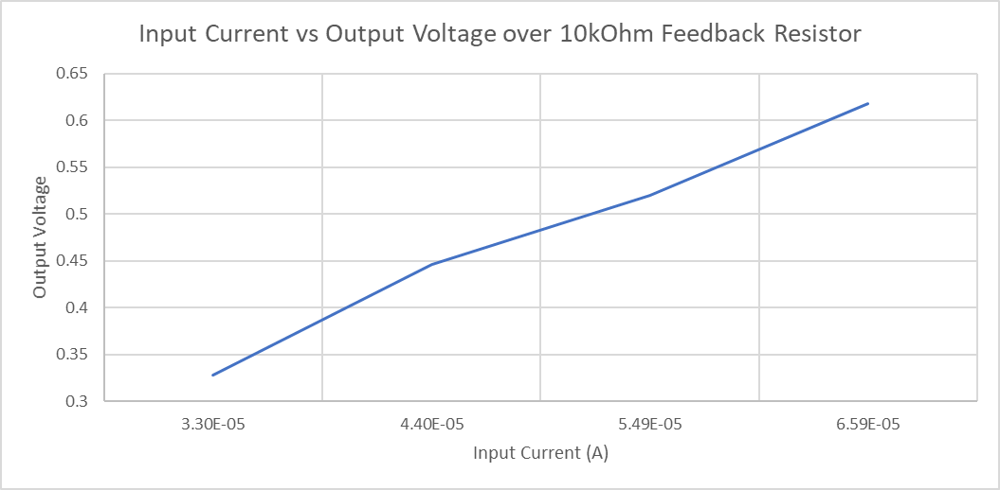 Input Current vs Output Voltage over 10kOhm Feedback Resistor
0.65
0.6
0.55
0.5
0.45
0.4
0.35
0.3
Output Voltage
3.30E-05 4.40E-05 5.49E-05 6.59E-05
Input Current (A)